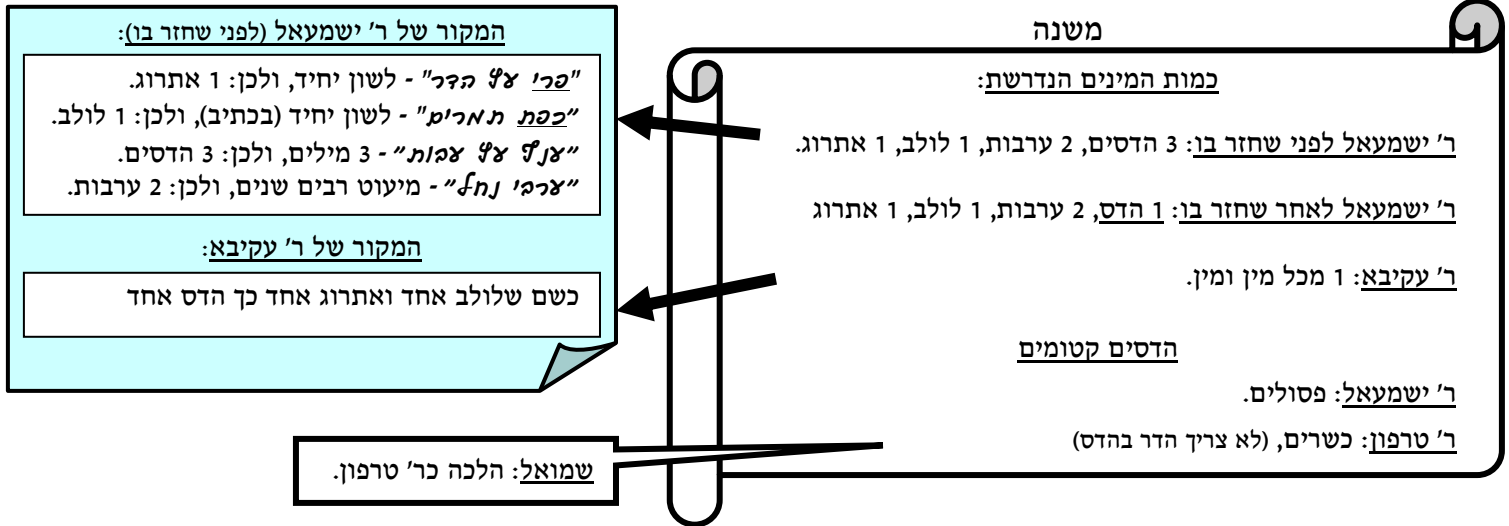 משנה
כמות המינים הנדרשת:
ר' ישמעאל לפני שחזר בו: 3 הדסים, 2 ערבות, 1 לולב, 1 אתרוג.
ר' ישמעאל לאחר שחזר בו: 1 הדס, 2 ערבות, 1 לולב, 1 אתרוג
ר' עקיבא: 1 מכל מין ומין.
הדסים קטומים
ר' ישמעאל: פסולים.
ר' טרפון: כשרים, (לא צריך הדר בהדס)
המקור של ר' ישמעאל (לפני שחזר בו):
"פרי עץ הדר" - לשון יחיד, ולכן: 1 אתרוג.
"כפת תמרים" - לשון יחיד (בכתיב), ולכן: 1 לולב.
"ענף עץ עבות" - 3 מילים, ולכן: 3 הדסים.
"ערבי נחל" - מיעוט רבים שנים, ולכן: 2 ערבות.
המקור של ר' עקיבא:
כשם שלולב אחד ואתרוג אחד כך הדס אחד
שמואל: הלכה כר' טרפון.